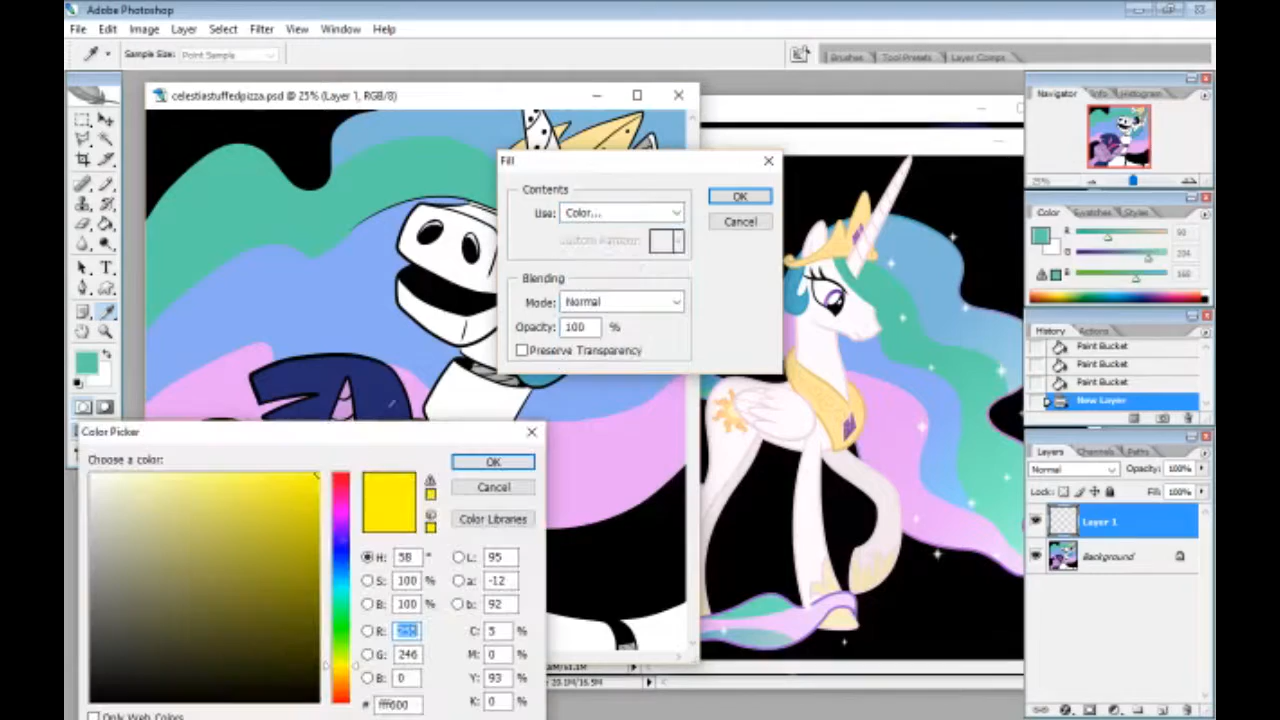 Adobe Photoshop
File Edit Image Layer Select Filter View Window Help
Sample Size: Point Sample
Brushes Tool Presets Layer Comps
celestiastuffedpizza.psd @ 25% (Layer 1, RGB/8)
Fill
Contents
Use: Color...
OK
Custom Pattern:
Cancel
Blending
Mode: Normal
Opacity: 100 %
Preserve Transparency
Color Picker
Choose a color:
OK
Cancel
Color Libraries
H: 58 °
S: 100 %
B: 100 %
R:
G: 246
B: 0
# fff600
L: 95
a: -12
b: 92
C: 5 %
M: 0 %
Y: 93 %
K: 0 %
Only Web Colors
Navigator Info Histogram
25%
Color Swatches Styles
R
G 204
B
History Actions
Paint Bucket
Paint Bucket
Paint Bucket
New Layer
Layers Channels Paths
Normal Opacity: 100%
Lock: Fill: 100%
Layer 1
Background